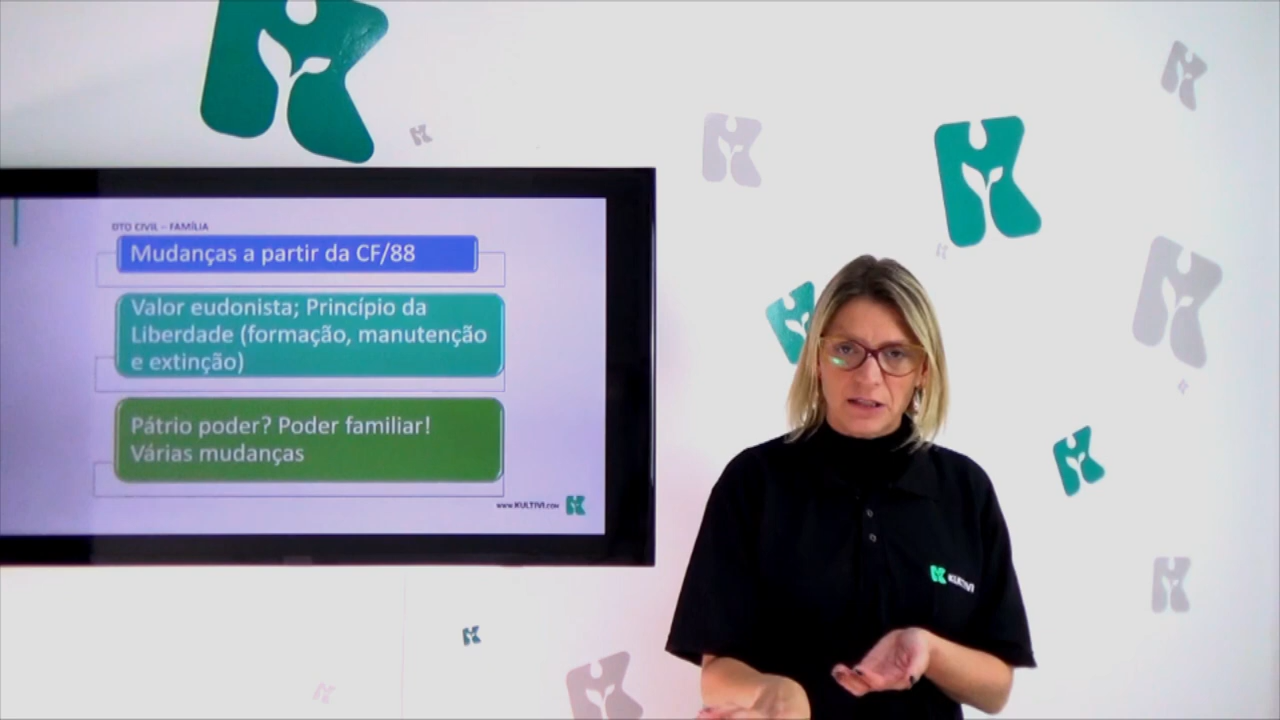 DTO CIVIL – FAMÍLIA
Mudanças a partir da CF/88
Valor eudonista; Princípio da
Liberdade (formação, manutenção
e extinção)
Pátrio poder? Poder familiar!
Várias mudanças
www.KULTIVI.com
KULTIVI